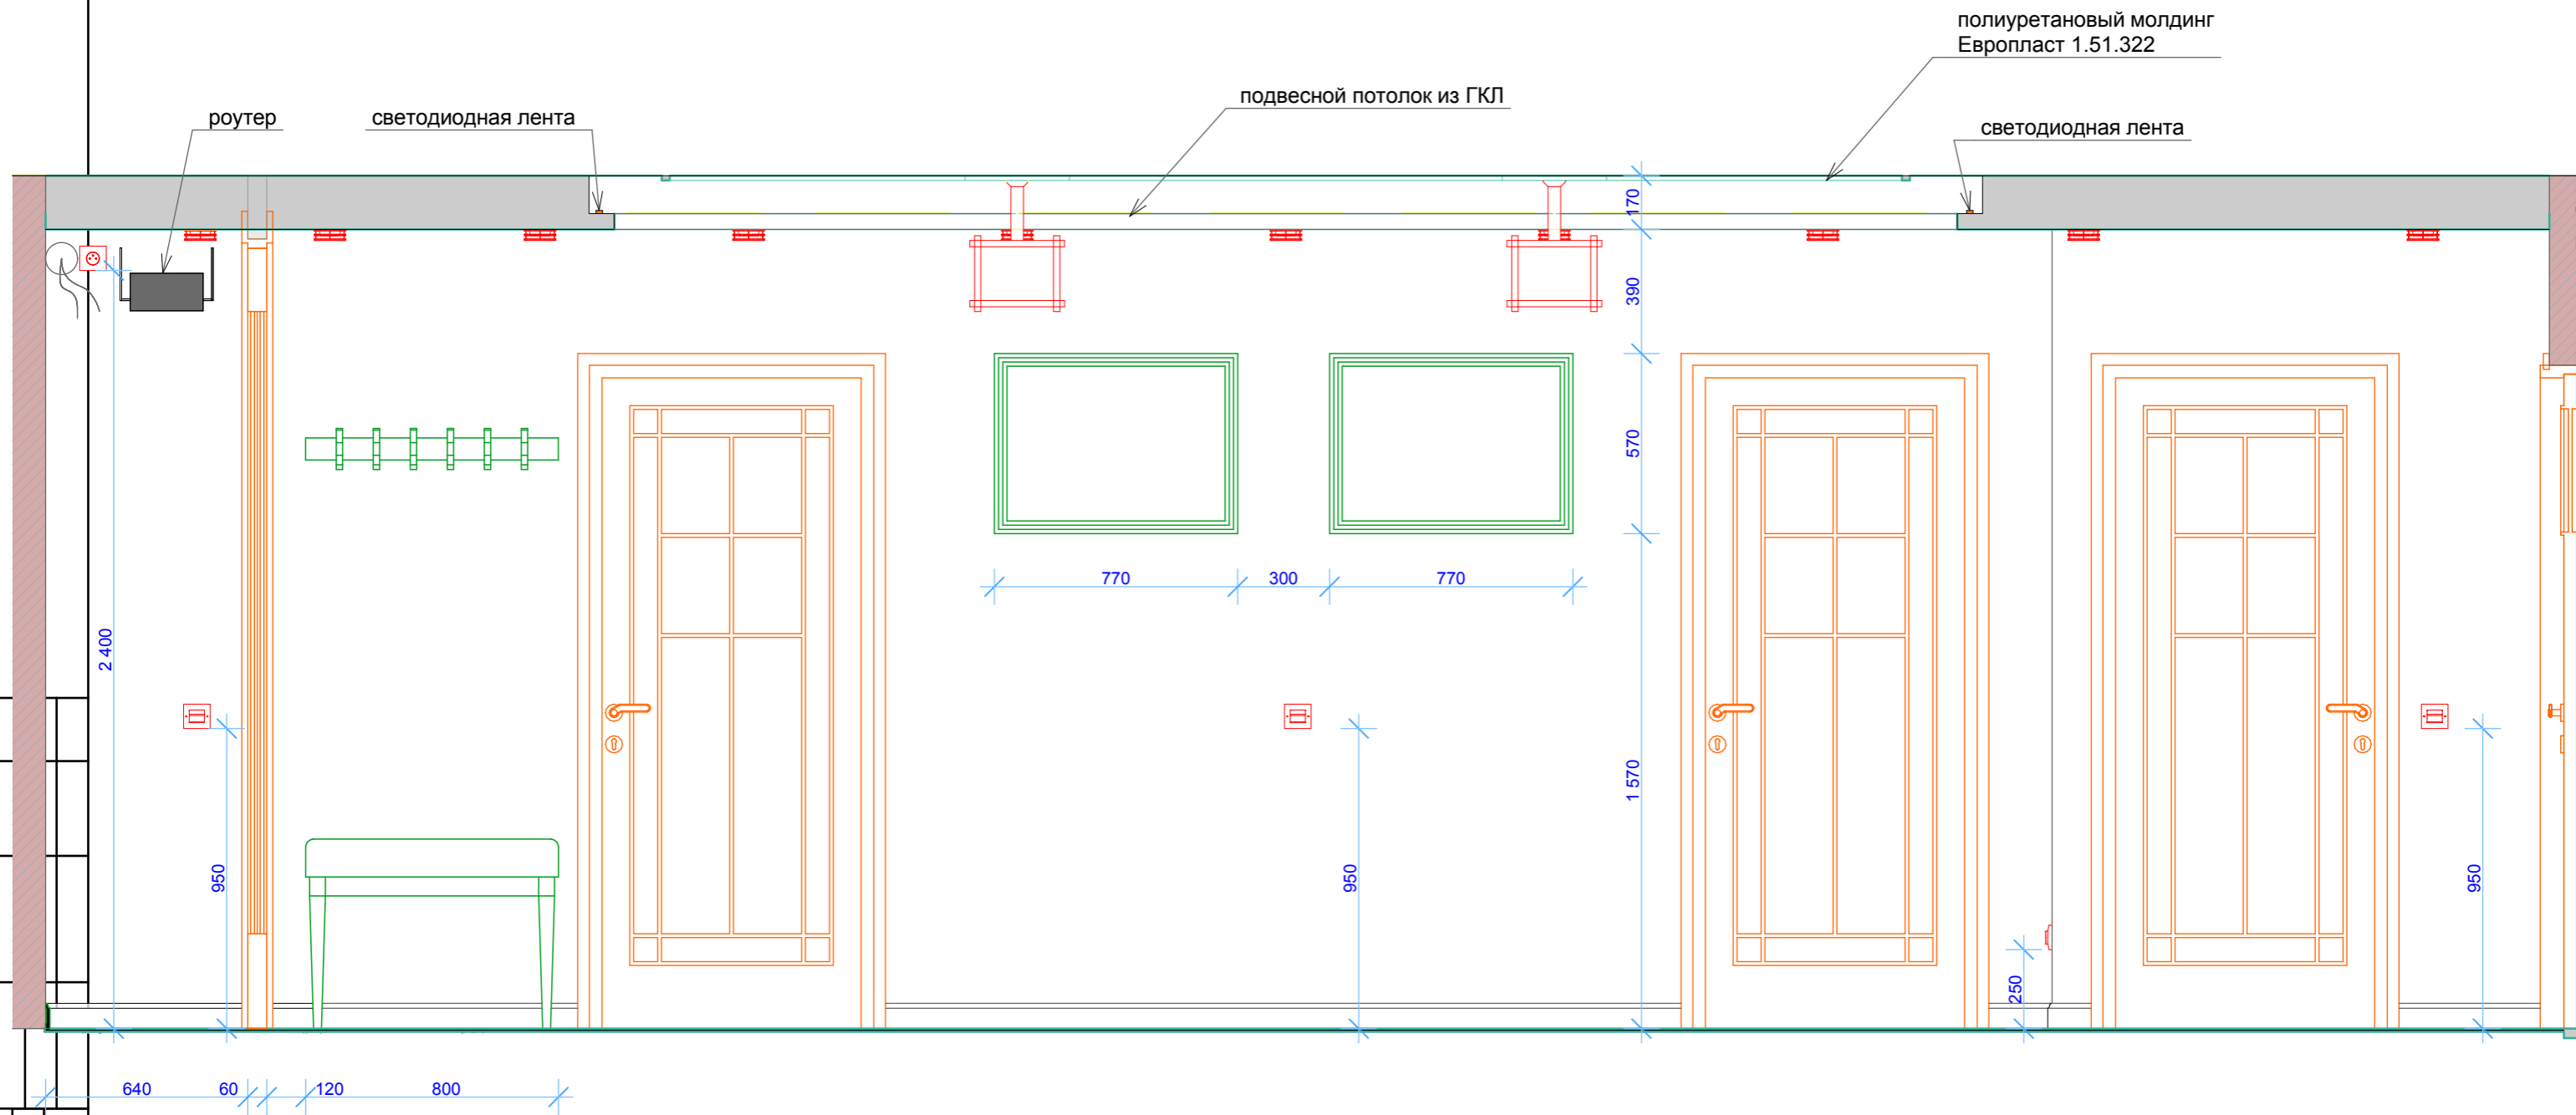 полиуретановый молдинг
Европласт 1.51.322
подвесной потолок из ГКЛ
роутер
светодиодная лента
светодиодная лента
170
390
570
770
300
770
2 400
1 570
950
950
950
250
640
60
120
800